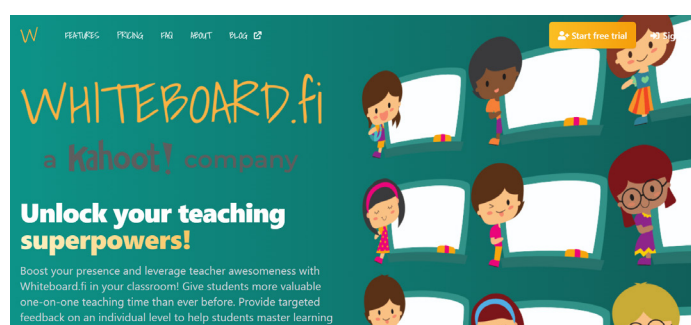 W FEATURES PRICING FAQ ABOUT BLOG Start free trial
WHITEBOARD.fi
a Kahoot! company
Unlock your teaching
superpowers!
Boost your presence and leverage teacher awesomeness with
Whiteboard.fi in your classroom! Give students more valuable
one-on-one teaching time than ever before. Provide targeted
feedback on an individual level to help students master learning